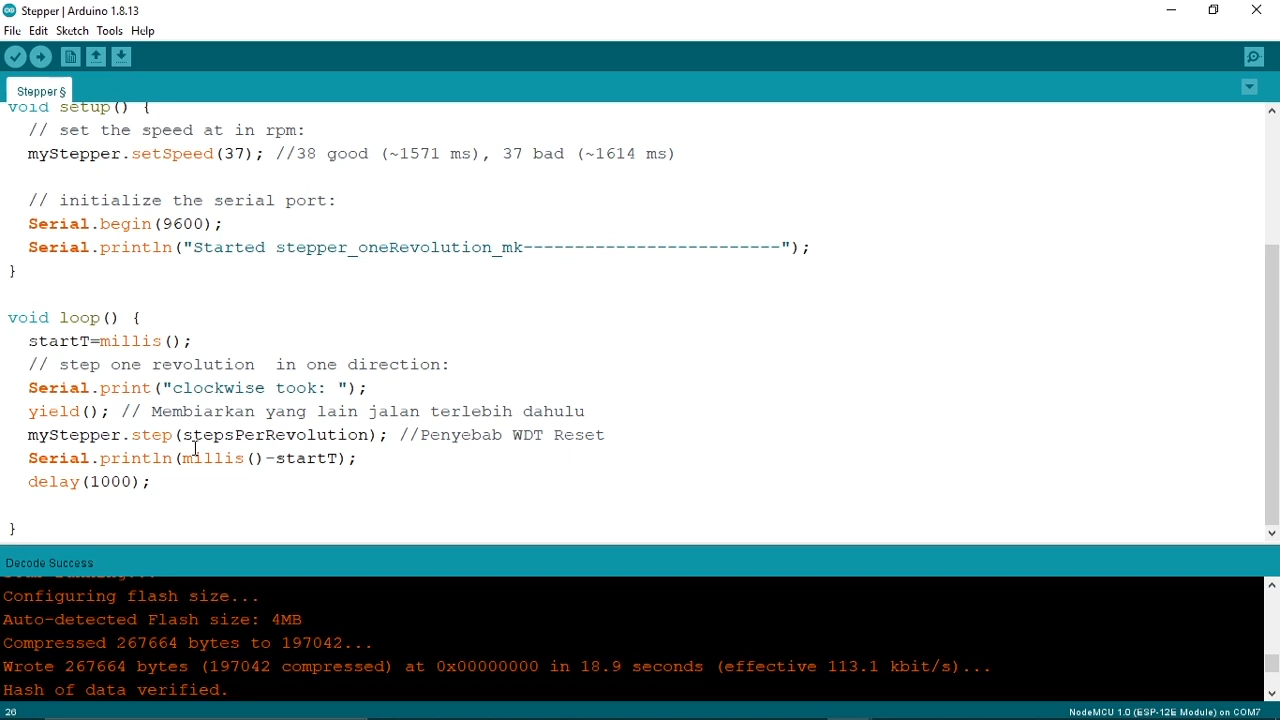 Stepper | Arduino 1.8.13
File Edit Sketch Tools Help
Stepper §
void setup() {
// set the speed at in rpm:
myStepper.setSpeed(37); //38 good (~1571 ms), 37 bad (~1614 ms)
// initialize the serial port:
Serial.begin(9600);
Serial.println("Started stepper_oneRevolution_mk-------------------------");
}
void loop() {
startT=millis();
// step one revolution  in one direction:
Serial.print("clockwise took: ");
yield(); // Membiarkan yang lain jalan terlebih dahulu
myStepper.step(stepsPerRevolution); //Penyebab WDT Reset
Serial.println(millis()-startT);
delay(1000);
}
Decode Success
Configuring flash size...
Auto-detected Flash size: 4MB
Compressed 267664 bytes to 197042...
Wrote 267664 bytes (197042 compressed) at 0x00000000 in 18.9 seconds (effective 113.1 kbit/s)...
Hash of data verified.
26 NodeMCU 1.0 (ESP-12E Module) on COM7